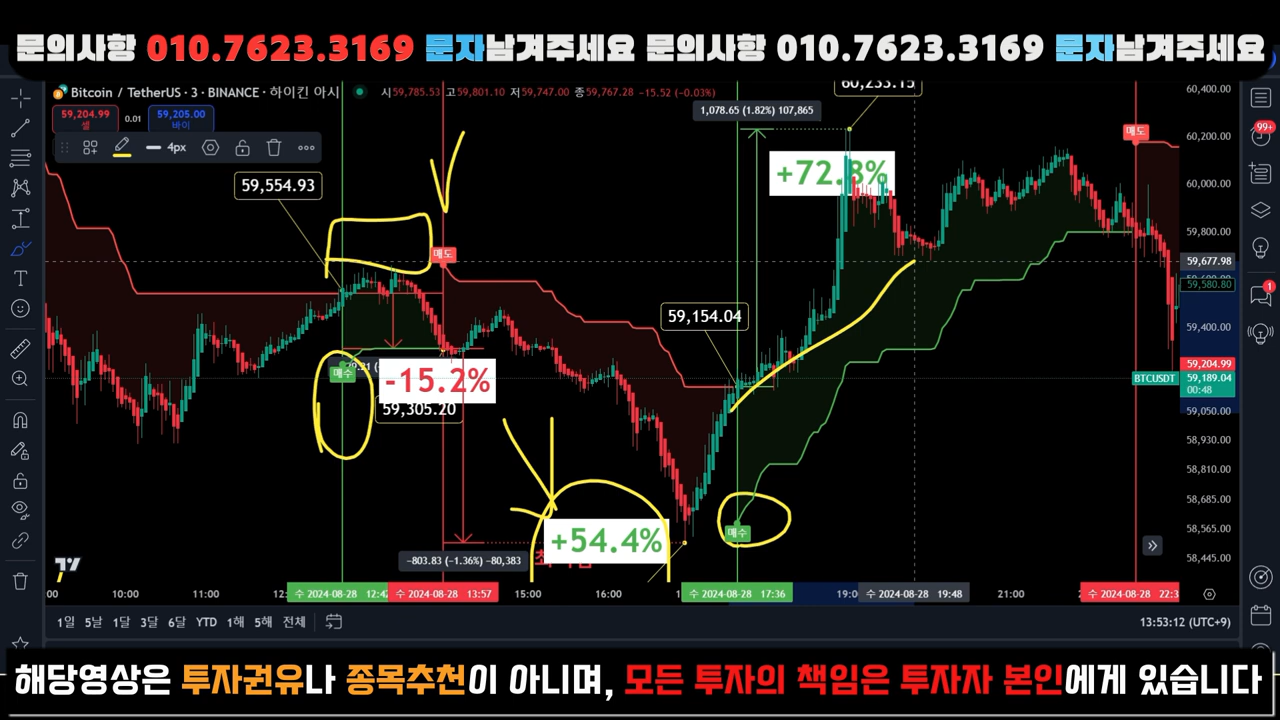 문의사항 010.7623.3169 문자남겨주세요 문의사항 010.7623.3169 문자남겨주세요
Bitcoin / TetherUS · 3 · BINANCE · 하이킨 아시
시59,785.53 고59,801.10 저59,747.00 종59,767.28 -15.52 (-0.03%)
59,204.99
셀
0.01
59,205.00
바이
4px
60,233.15
1,078.65 (1.82%) 107,865
+72.8%
59,554.93
매도
매도
59,154.04
매수
-15.2%
59,305.20
+54.4%
매수
-803.83 (-1.36%) -80,383
60,400.00
60,200.00
60,000.00
59,800.00
59,677.98
59,580.80
59,400.00
59,204.99
BTCUSDT
59,189.04
00:48
59,050.00
58,930.00
58,810.00
58,685.00
58,565.00
58,445.00
99+
1
10:00
11:00
수 2024-08-28
수 2024-08-28 13:57
15:00
16:00
수 2024-08-28 17:36
수 2024-08-28 19:48
21:00
수 2024-08-28
1일 5날 1달 3달 6달 YTD 1해 5해 전체
13:53:12 (UTC+9)
해당영상은 투자권유나 종목추천이 아니며, 모든 투자의 책임은 투자자 본인에게 있습니다